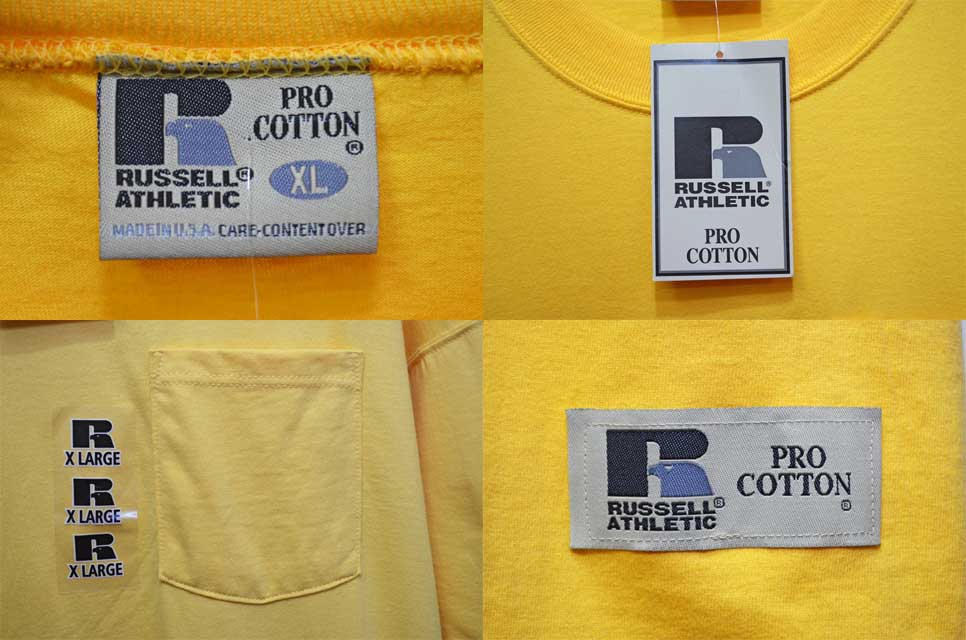 PRO
COTTON®
XL
RUSSELL®
ATHLETIC
MADE IN U.S.A. CARE-CONTENT OVER
RUSSELL®
ATHLETIC
PRO
COTTON
R
X LARGE
R
X LARGE
R
X LARGE
RUSSELL®
ATHLETIC
PRO
COTTON®